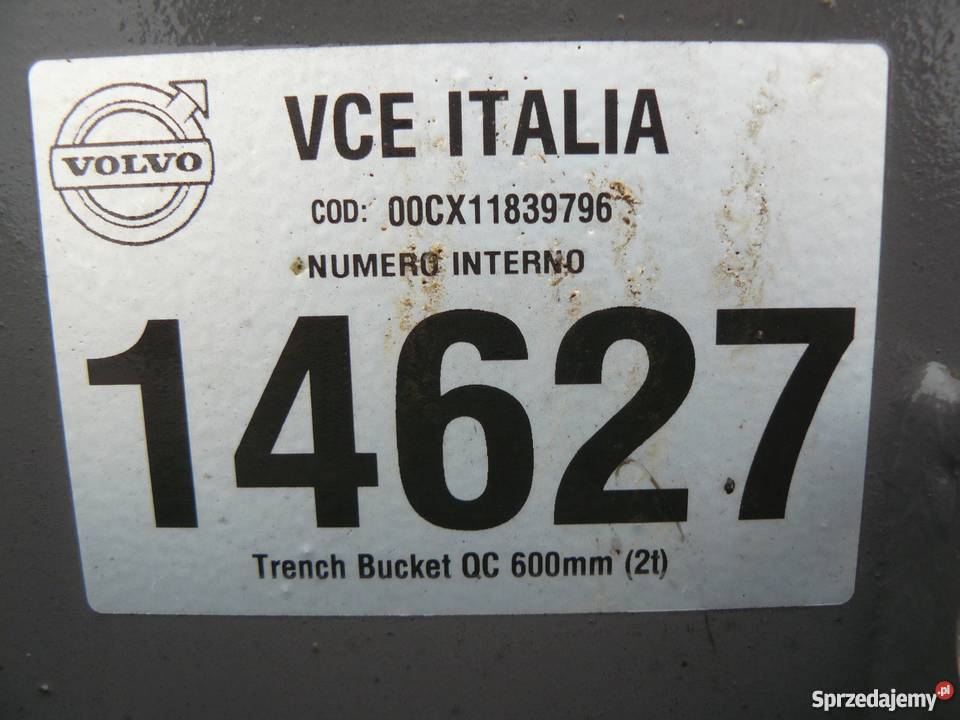 VOLVO
VCE ITALIA
COD: 00CX11839796
NUMERO INTERNO
14627
Trench Bucket QC 600mm (2t)
Sprzedajemy.pl